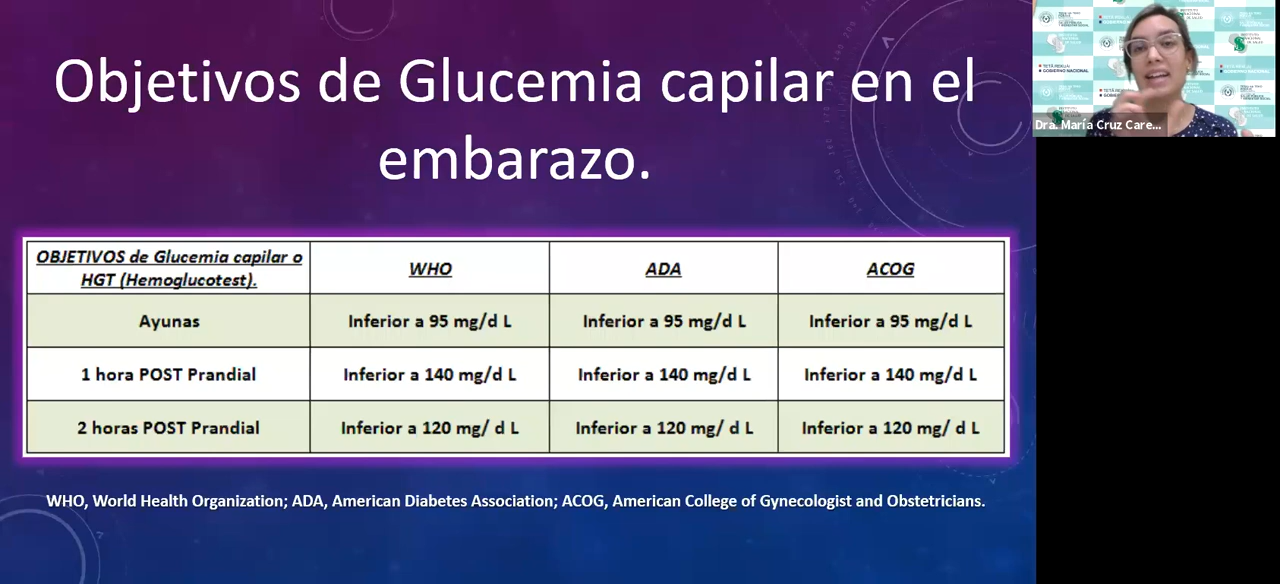 Objetivos de Glucemia capilar en el
embarazo.
OBJETIVOS de Glucemia capilar o
HGT (Hemoglucotest).
WHO
ADA
ACOG
Ayunas
Inferior a 95 mg/d L
Inferior a 95 mg/d L
Inferior a 95 mg/d L
1 hora POST Prandial
Inferior a 140 mg/d L
Inferior a 140 mg/d L
Inferior a 140 mg/d L
2 horas POST Prandial
Inferior a 120 mg/ d L
Inferior a 120 mg/ d L
Inferior a 120 mg/ d L
WHO, World Health Organization; ADA, American Diabetes Association; ACOG, American College of Gynecologist and Obstetricians.
Dra. María Cruz Care...
GOBIERNO NACIONAL